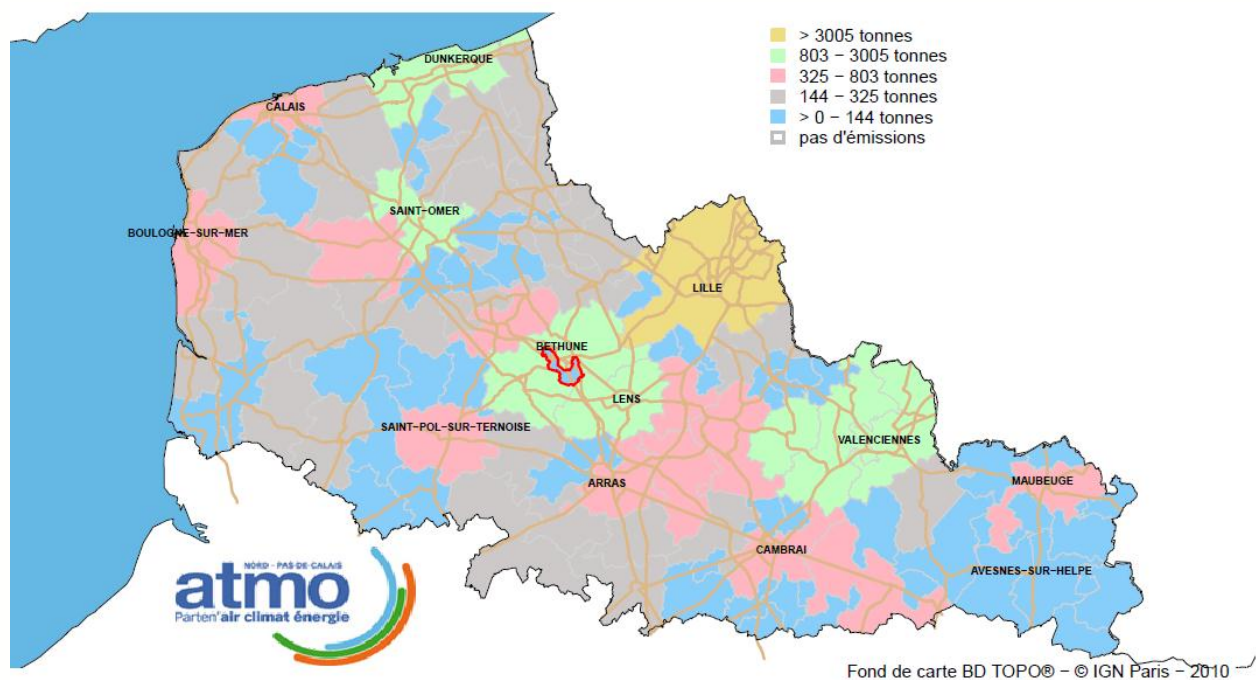 > 3005 tonnes
803 − 3005 tonnes
325 − 803 tonnes
144 − 325 tonnes
> 0 − 144 tonnes
pas d'émissions
DUNKERQUE
CALAIS
SAINT−OMER
BOULOGNE−SUR−MER
LILLE
BETHUNE
LENS
SAINT−POL−SUR−TERNOISE
VALENCIENNES
ARRAS
MAUBEUGE
CAMBRAI
AVESNES−SUR−HELPE
NORD - PAS-DE-CALAIS
atmo
Parten'air climat énergie
Fond de carte BD TOPO® − © IGN Paris − 2010